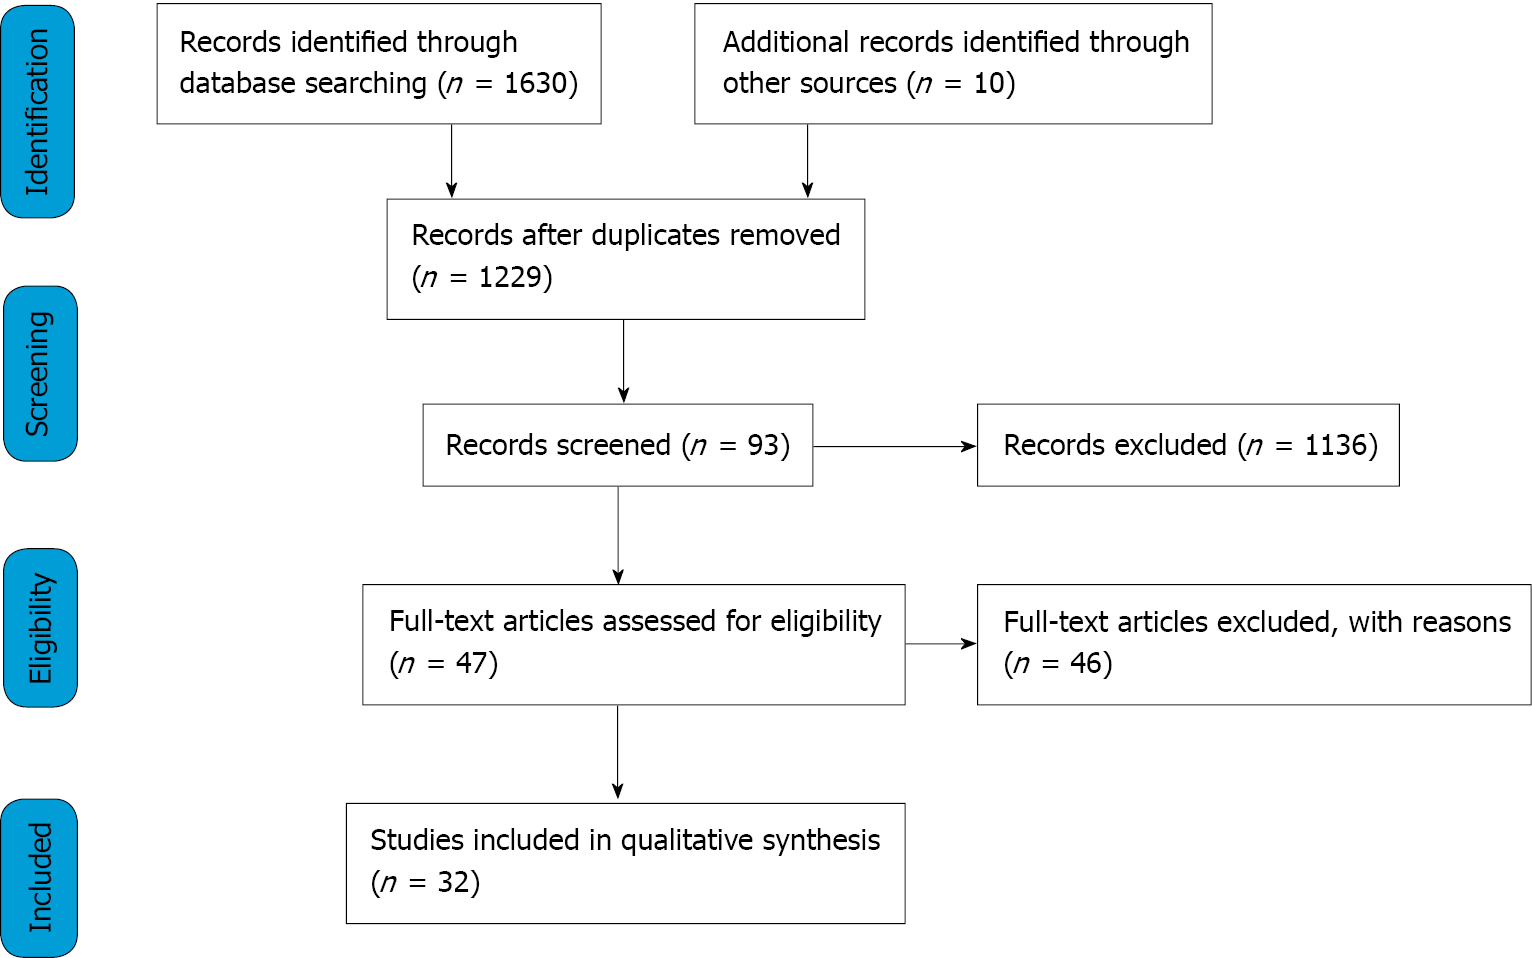 Identification
Records identified through
database searching (n = 1630)
Additional records identified through
other sources (n = 10)
Records after duplicates removed
(n = 1229)
Screening
Records screened (n = 93)
Records excluded (n = 1136)
Eligibility
Full-text articles assessed for eligibility
(n = 47)
Full-text articles excluded, with reasons
(n = 46)
Included
Studies included in qualitative synthesis
(n = 32)